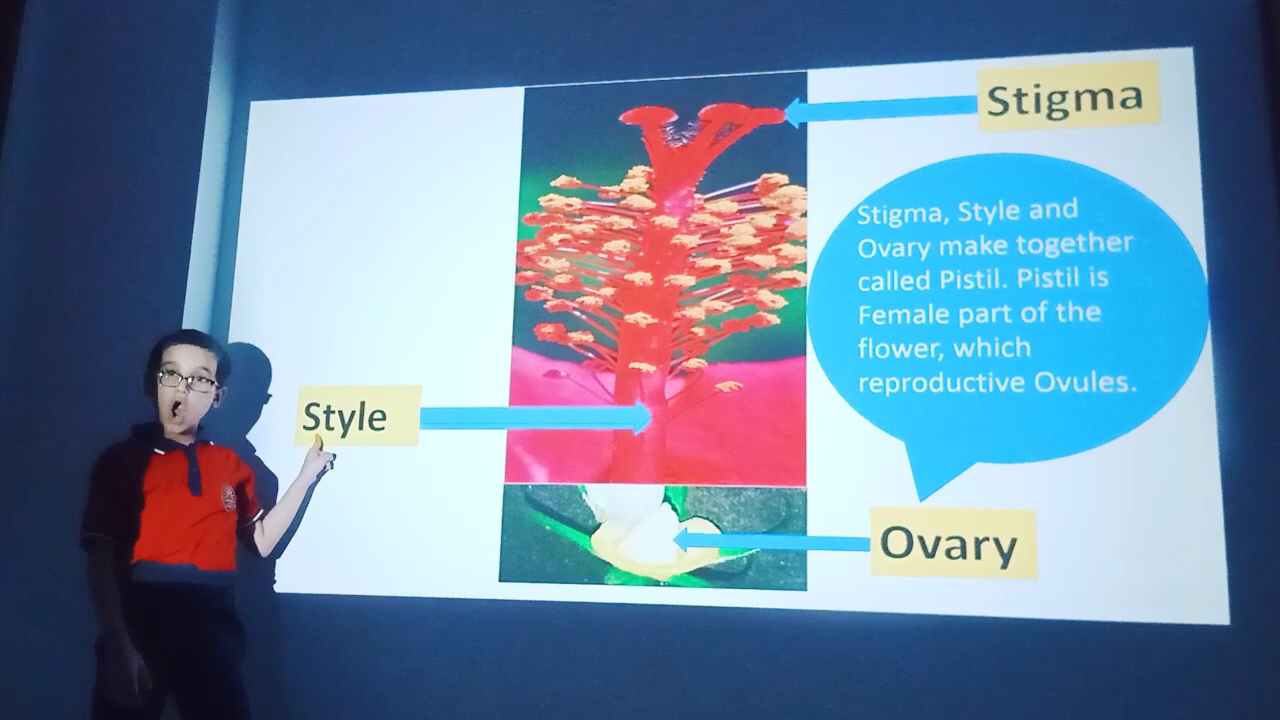 Stigma
Stigma, Style and
Ovary make together
called Pistil. Pistil is
Female part of the
flower, which
reproductive Ovules.
Style
Ovary